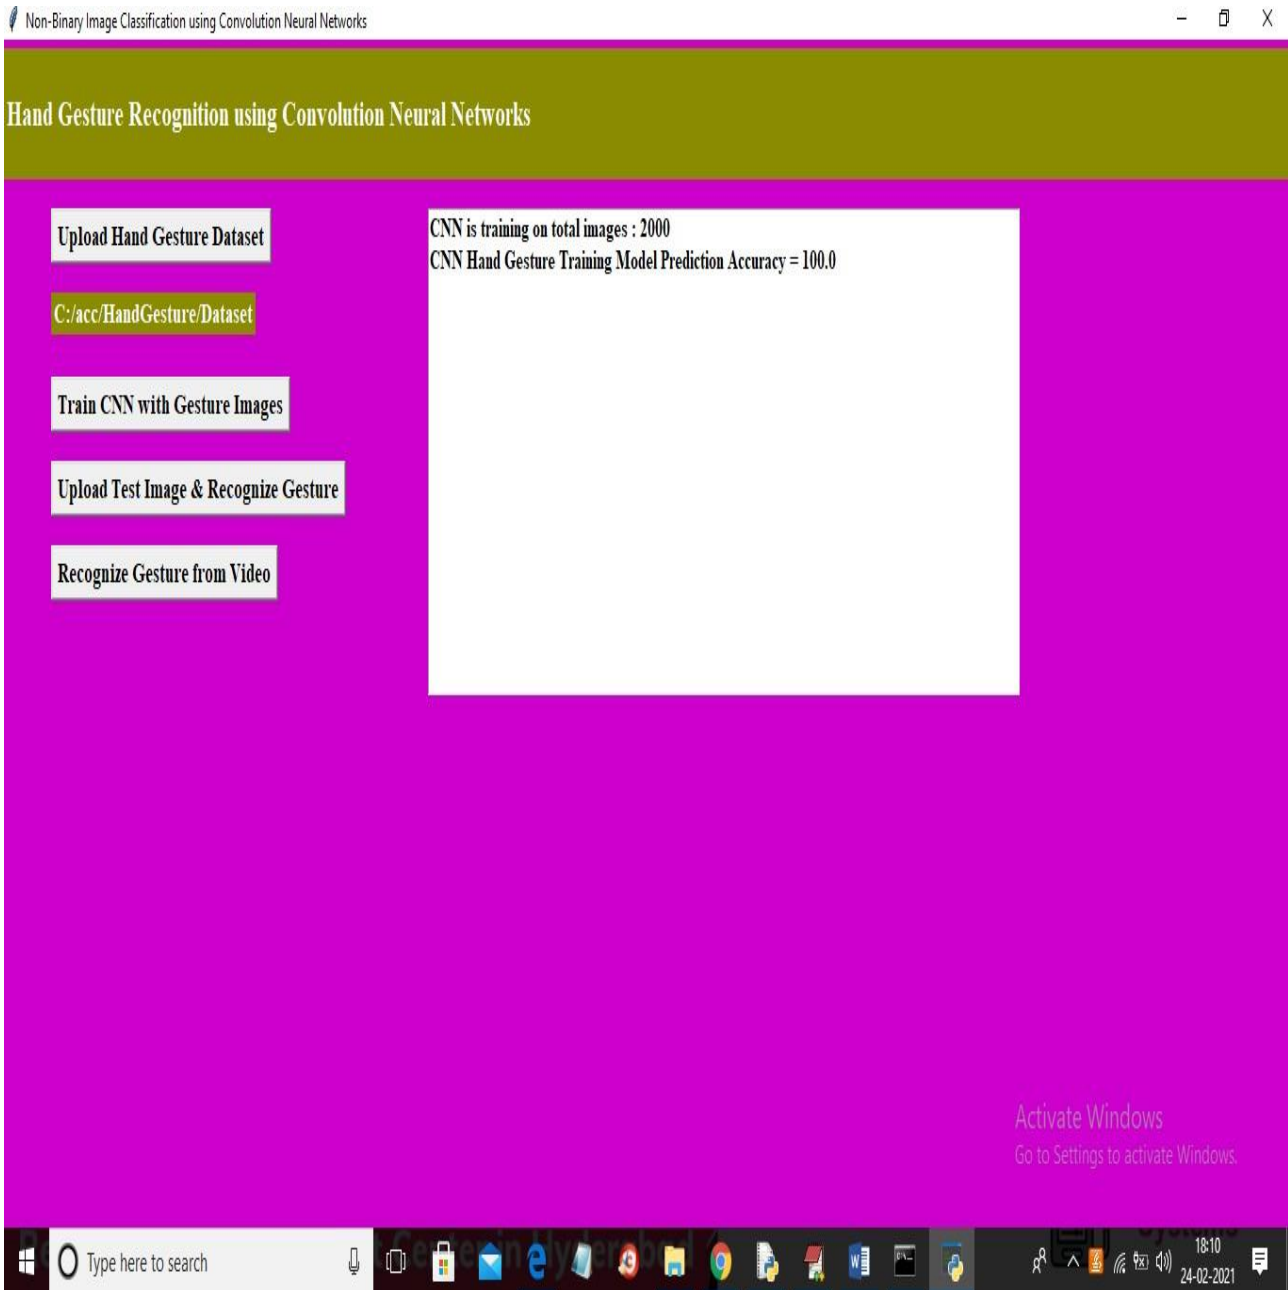 Non-Binary Image Classification using Convolution Neural Networks
Hand Gesture Recognition using Convolution Neural Networks
Upload Hand Gesture Dataset
C:/acc/HandGesture/Dataset
Train CNN with Gesture Images
Upload Test Image & Recognize Gesture
Recognize Gesture from Video
CNN is training on total images : 2000
CNN Hand Gesture Training Model Prediction Accuracy = 100.0
Activate Windows
Go to Settings to activate Windows.
Type here to search
18:10
24-02-2021